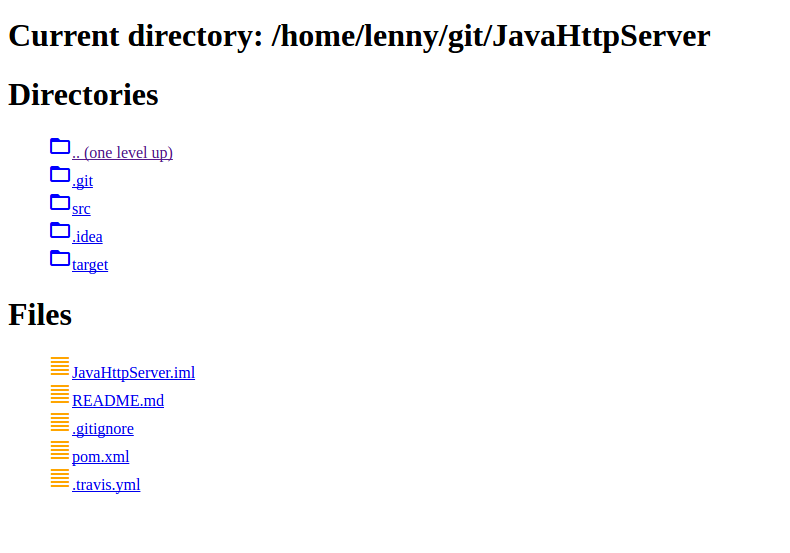 Current directory: /home/lenny/git/JavaHttpServer
Directories
.. (one level up)
.git
src
.idea
target
Files
JavaHttpServer.iml
README.md
.gitignore
pom.xml
.travis.yml